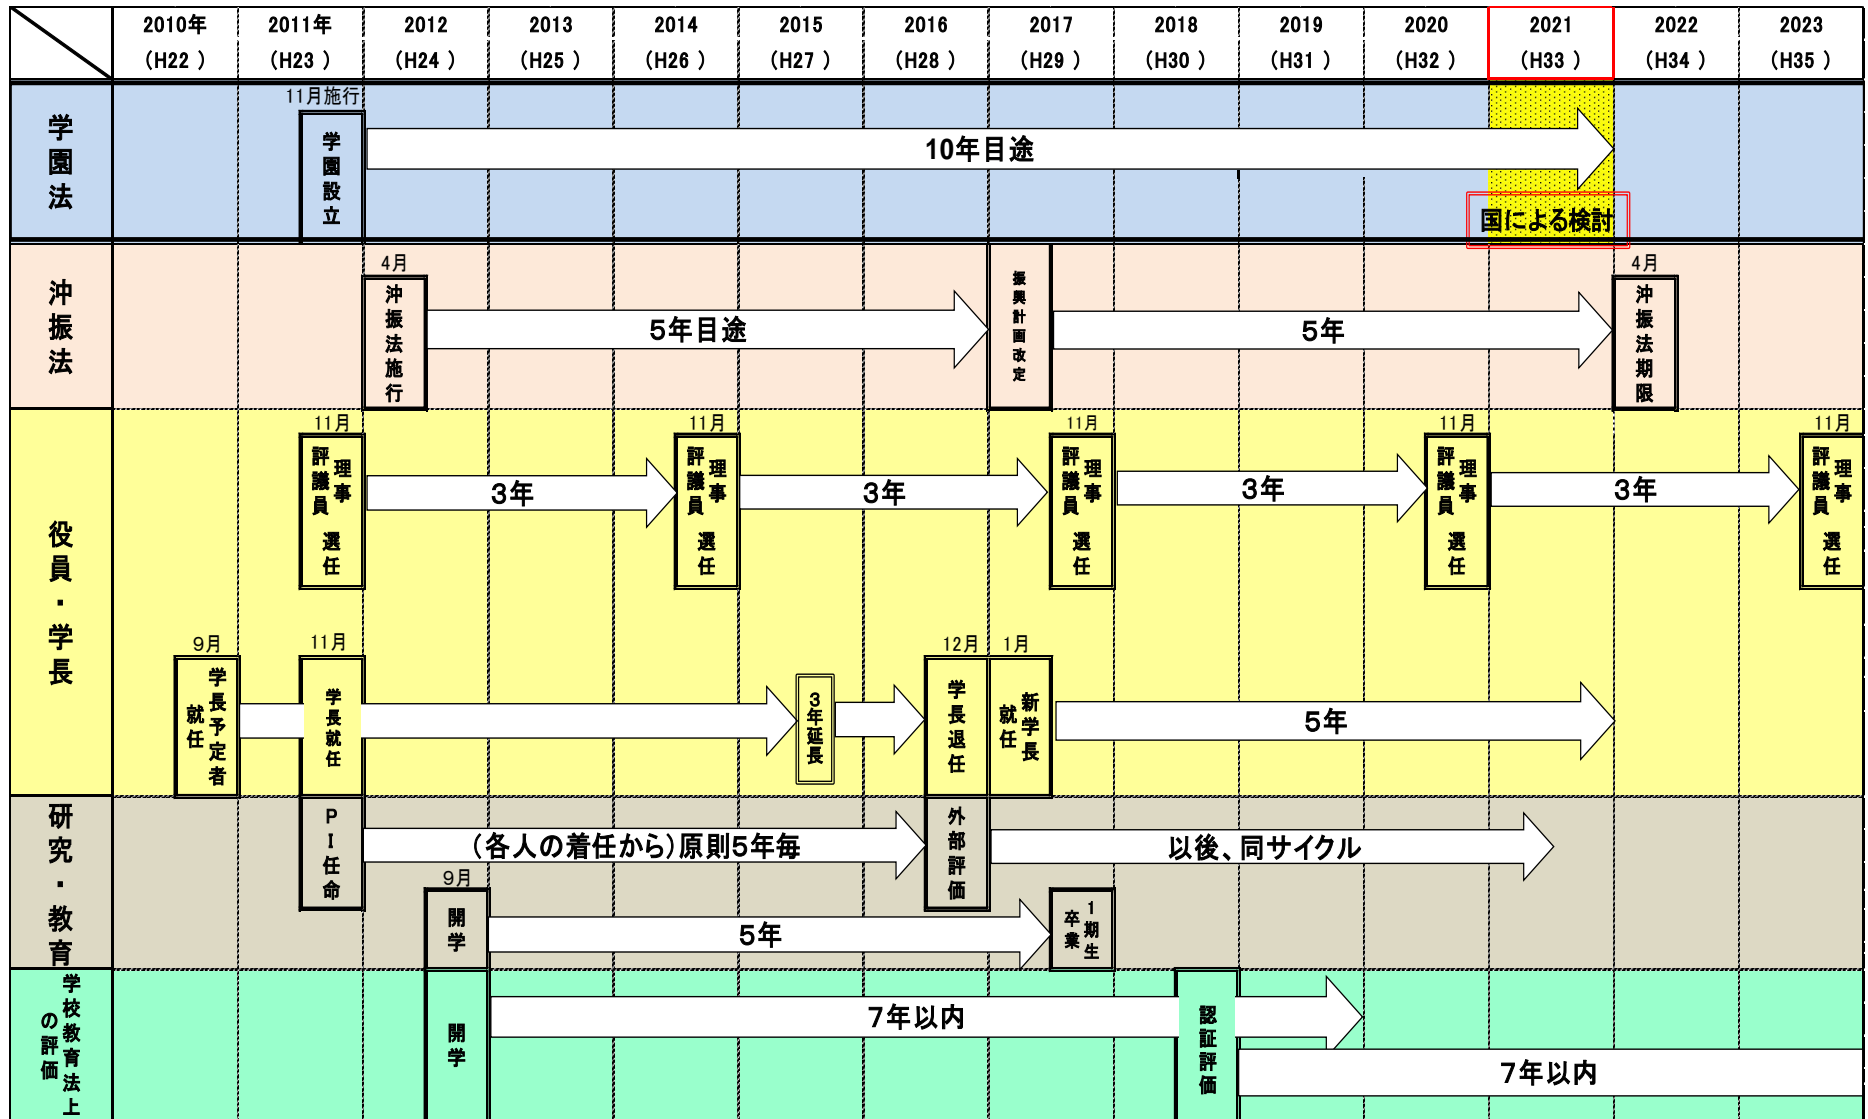 2010年 2011年 2012 2013 2014 2015 2016 2017 2018 2019 2020 2021 2022 2023
（H22 ） （H23 ） （H24 ） （H25 ） （H26 ） （H27 ） （H28 ） （H29 ） （H30 ） （H31 ） （H32 ） （H33 ） （H34 ） （H35 ）
学園法
11月施行
学園設立
10年目途
国による検討
沖振法
4月
沖振法施行
5年目途
振興計画改定
5年
4月
沖振法期限
役員・学長
11月
理事
評議員
選任
3年
11月
理事
評議員
選任
3年
11月
理事
評議員
選任
3年
11月
理事
評議員
選任
3年
11月
理事
評議員
選任
9月
学長予定者
就任
11月
学長就任
3年延長
12月
学長退任
1月
新学長
就任
5年
研究・教育
PI任命
（各人の着任から）原則5年毎
外部評価
以後、同サイクル
9月
開学
5年
1期生
卒業
学校教育法上
の評価
開学
7年以内
認証評価
7年以内